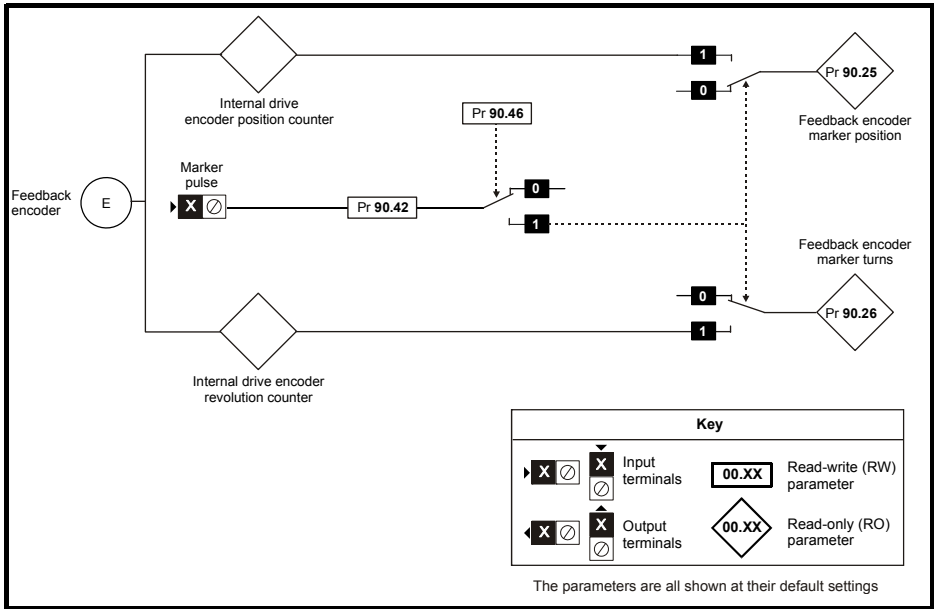 1
0
Pr 90.25
Internal drive
encoder position counter
Pr 90.46
Feedback encoder
marker position
Marker
pulse
Feedback
encoder
E
X
Pr 90.42
0
1
Feedback encoder
marker turns
0
1
Pr 90.26
Internal drive encoder
revolution counter
Key
X
X
Input
terminals
00.XX
Read-write (RW)
parameter
X
X
Output
terminals
00.XX
Read-only (RO)
parameter
The parameters are all shown at their default settings